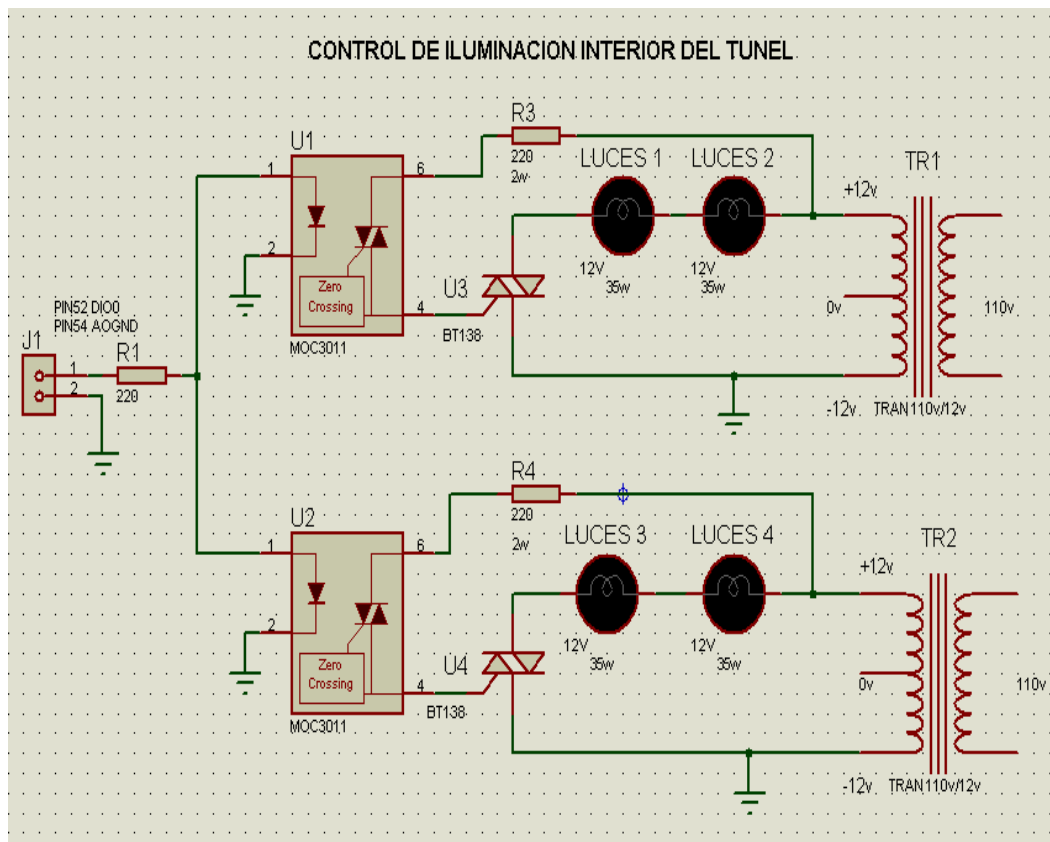 CONTROL DE ILUMINACION INTERIOR DEL TUNEL
R3
220
2w
U1
1
6
2
4
Zero
Crossing
MOC3011
LUCES 1
LUCES 2
12V
35w
12V
35w
U3
BT138
TR1
+12v
0v
-12v
110v
TRAN110v/12v
PIN52 DIO0
PIN54 AOGND
J1
1
2
R1
220
R4
220
2w
U2
1
6
2
4
Zero
Crossing
MOC3011
LUCES 3
LUCES 4
12V
35w
12V
35w
U4
BT138
TR2
+12v
0v
-12v
110v
TRAN110v/12v